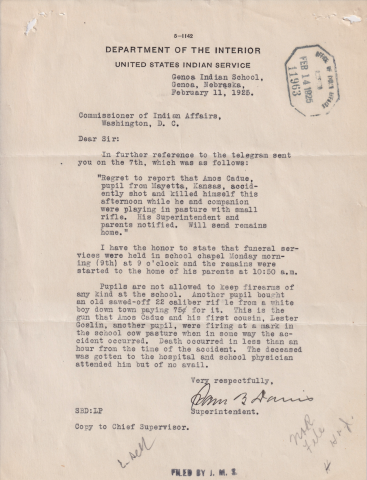 5-1142
DEPARTMENT OF THE INTERIOR
UNITED STATES INDIAN SERVICE
Genoa Indian School,
Genoa, Nebraska,
February 11, 1925.
FEB 14 1925
11963
Commissioner of Indian Affairs,
Washington, D. C.
Dear Sir:
In further reference to the telegram sent
you on the 7th, which was as follows:
"Regret to report that Amos Cadue,
pupil from Mayetta, Kansas, accid-
ently shot and killed himself this
afternoon while he and companion
were playing in pasture with small
rifle. His Superintendent and
parents notified. Will send remains
home."
I have the honor to state that funeral ser-
vices were held in school chapel Monday morn-
ing (9th) at 9 o'clock and the remains were
started to the home of his parents at 10:50 a.m.
Pupils are not allowed to keep firearms of
any kind at the school. Another pupil bought
an old sawed-off 22 caliber rifle from a white
boy down town paying 75¢ for it. This is the
gun that Amos Cadue and his first cousin, Lester
Goslin, another pupil, were firing at a mark in
the school cow pasture when in some way the ac-
cident occurred. Death occurred in less than an
hour from the time of the accident. The deceased
was gotten to the hospital and school physician
attended him but of no avail.
Very respectfully,
Sam B Davis
SBD:LP Superintendent.
Copy to Chief Supervisor.
FILED BY J. M. S.